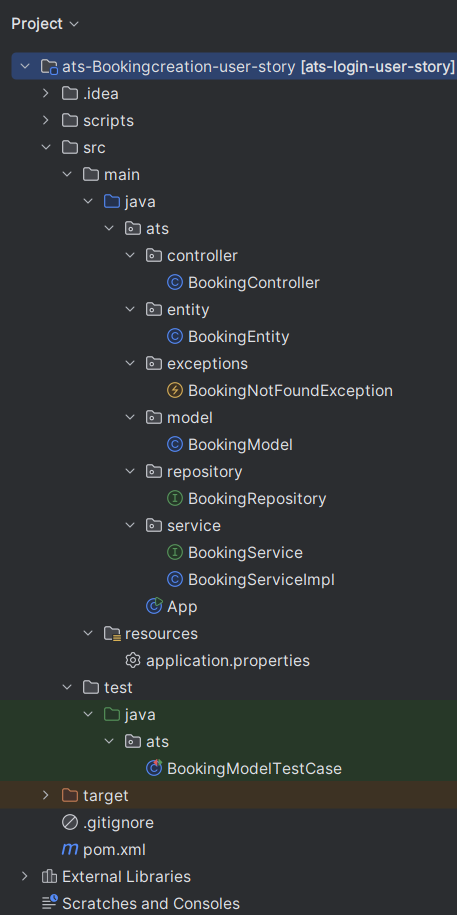 Project
ats-Bookingcreation-user-story [ats-login-user-story]
.idea
scripts
src
main
java
ats
controller
BookingController
entity
BookingEntity
exceptions
BookingNotFoundException
model
BookingModel
repository
BookingRepository
service
BookingService
BookingServiceImpl
App
resources
application.properties
test
java
ats
BookingModelTestCase
target
.gitignore
pom.xml
External Libraries
Scratches and Consoles